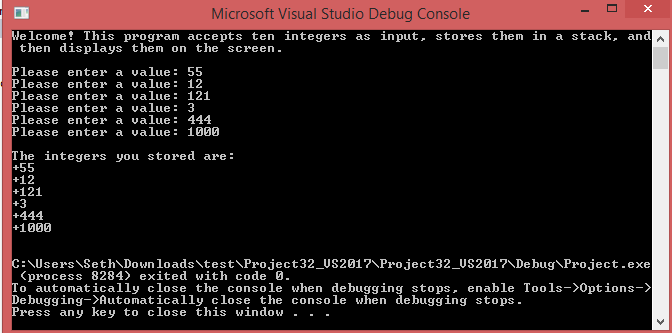 Microsoft Visual Studio Debug Console
Welcome! This program accepts ten integers as input, stores them in a stack, and
then displays them on the screen.
Please enter a value: 55
Please enter a value: 12
Please enter a value: 121
Please enter a value: 3
Please enter a value: 444
Please enter a value: 1000
The integers you stored are:
+55
+12
+121
+3
+444
+1000
C:\Users\Seth\Downloads\test\Project32_VS2017\Project32_VS2017\Debug\Project.exe
(process 8284) exited with code 0.
To automatically close the console when debugging stops, enable Tools->Options->
Debugging->Automatically close the console when debugging stops.
Press any key to close this window . . .